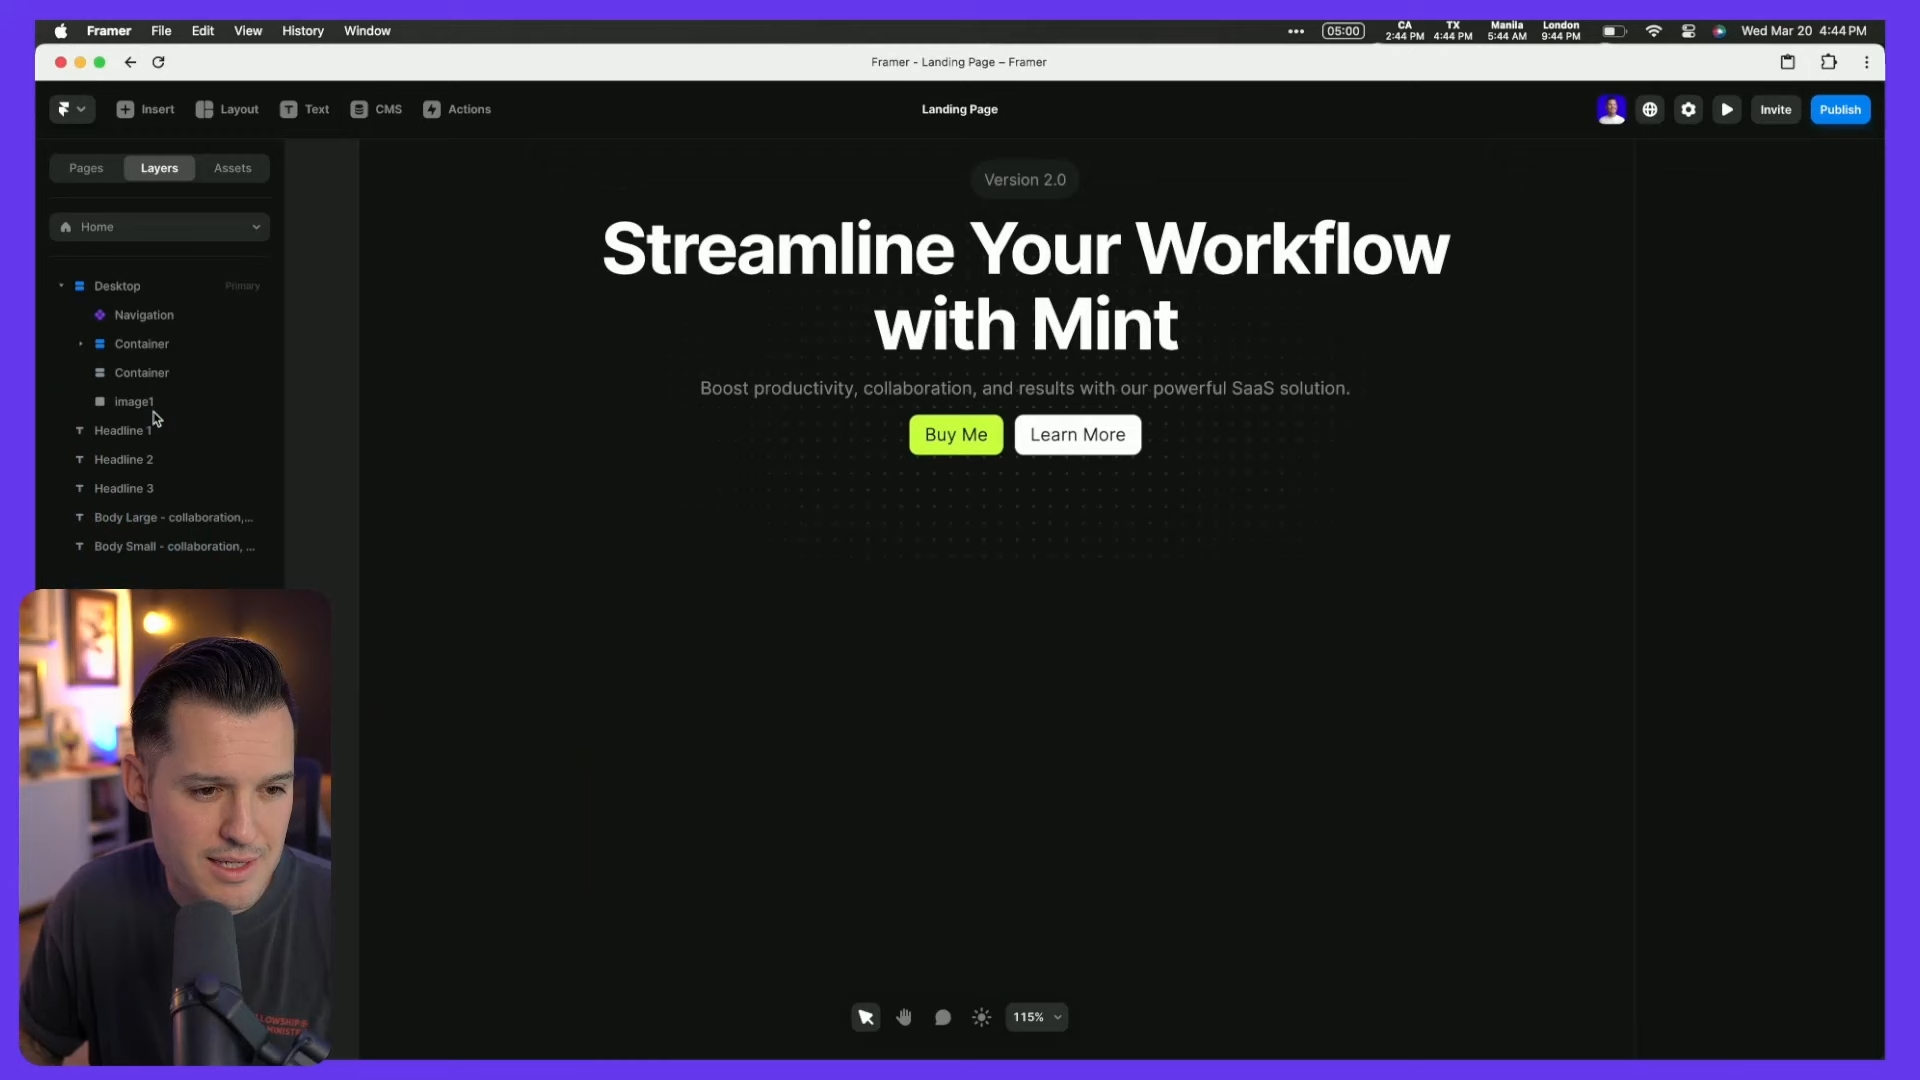 Framer File Edit View History Window
05:00
CA
2:44 PM
TX
4:44 PM
Manila
5:44 AM
London
9:44 PM
Wed Mar 20 4:44 PM
Framer - Landing Page – Framer
Insert Layout Text CMS Actions
Landing Page
Invite Publish
Pages Layers Assets
Home
Desktop Primary
Navigation
Container
Container
image1
Headline 1
Headline 2
Headline 3
Body Large - collaboration,...
Body Small - collaboration, ...
Version 2.0
Streamline Your Workflow
with Mint
Boost productivity, collaboration, and results with our powerful SaaS solution.
Buy Me Learn More
115%